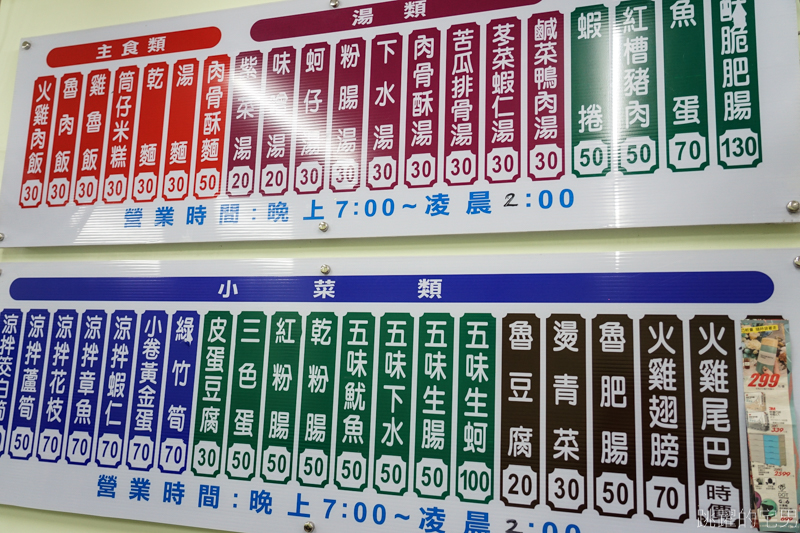 主食類
湯類
火雞肉飯 30
魯肉飯 30
雞魯飯 30
筒仔米糕 30
乾麵 30
湯麵 30
肉骨酥麵 50
紫菜湯 20
味噌湯 20
蚵仔湯 30
粉腸湯 30
下水湯 30
肉骨酥湯 30
苦瓜排骨湯 30
荖菜蝦仁湯 30
鹹菜鴨肉湯 30
蝦捲 50
紅槽豬肉 50
魚蛋 70
酥脆肥腸 130
營業時間:晚上7:00~凌晨2:00
小菜類
涼拌筊白筍
涼拌蘆筍 50
涼拌花枝 70
涼拌章魚 70
涼拌蝦仁 70
小卷黃金蛋 70
綠竹筍 70
皮蛋豆腐 30
三色蛋 50
紅粉腸 50
乾粉腸 50
五味魷魚 50
五味下水 50
五味生腸 50
五味生蚵 100
魯豆腐 20
燙青菜 30
魯肥腸 50
火雞翅膀 70
火雞尾巴 時價
299
營業時間:晚上7:00~凌晨2:00
跳躍的宅男